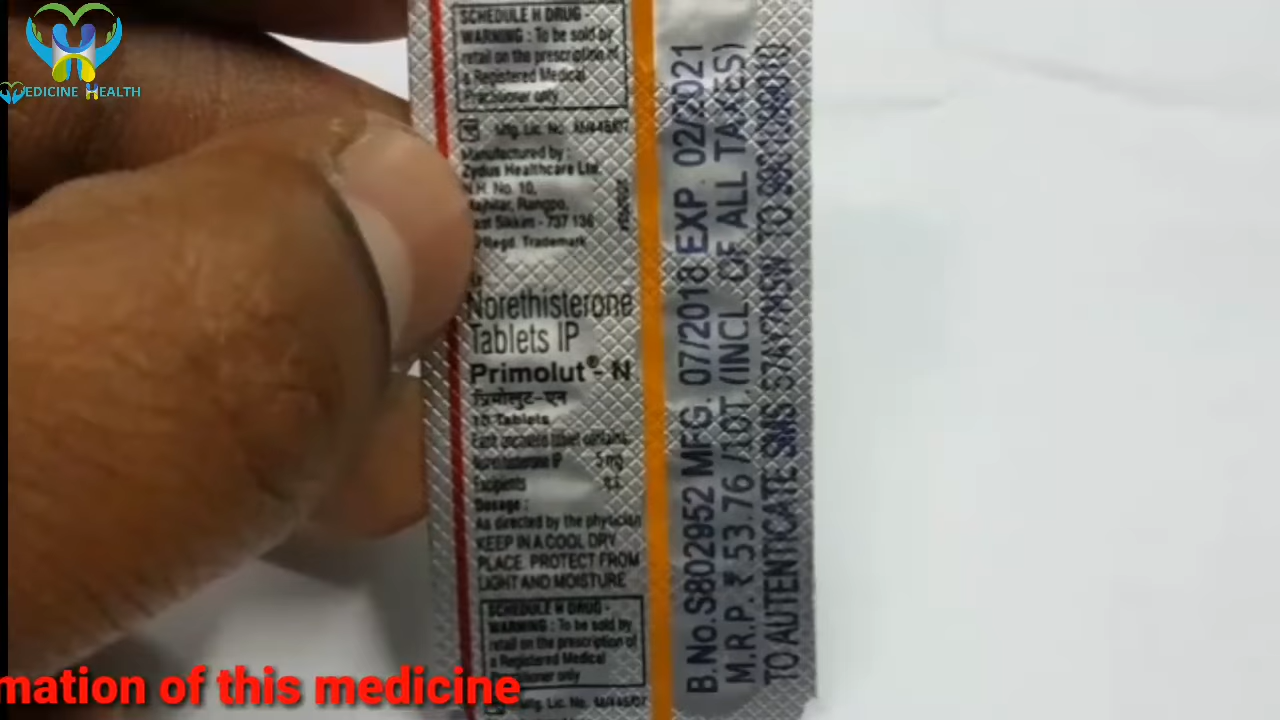 MEDICINE HEALTH
SCHEDULE H DRUG -
WARNING : To be sold by
retail on the prescription of
a Registered Medical
Practitioner only
Mfg. Lic. No.
Manufactured by :
Zydus Healthcare Ltd.
N.H. No. 10,
Majhitar, Rangpo,
East Sikkim - 737 136
Regd. Trademark
Norethisterone
Tablets IP
Primolut® - N
प्रिमोलुट-एन
10 Tablets
Each uncoated tablet contains
Norethisterone IP 5 mg
Excipients q.s.
Dosage :
As directed by the physician
KEEP IN A COOL DRY
PLACE. PROTECT FROM
LIGHT AND MOISTURE
SCHEDULE H DRUG -
WARNING : To be sold by
retail on the prescription of
a Registered Medical
Practitioner only
Mfg. Lic. No.
B.No.S802952 MFG. 07/2018 EXP. 02/2021
M.R.P. ₹ 53.76 /10T.(INCL. OF ALL TAXES)
TO AUTENTICATE SMS TO
mation of this medicine